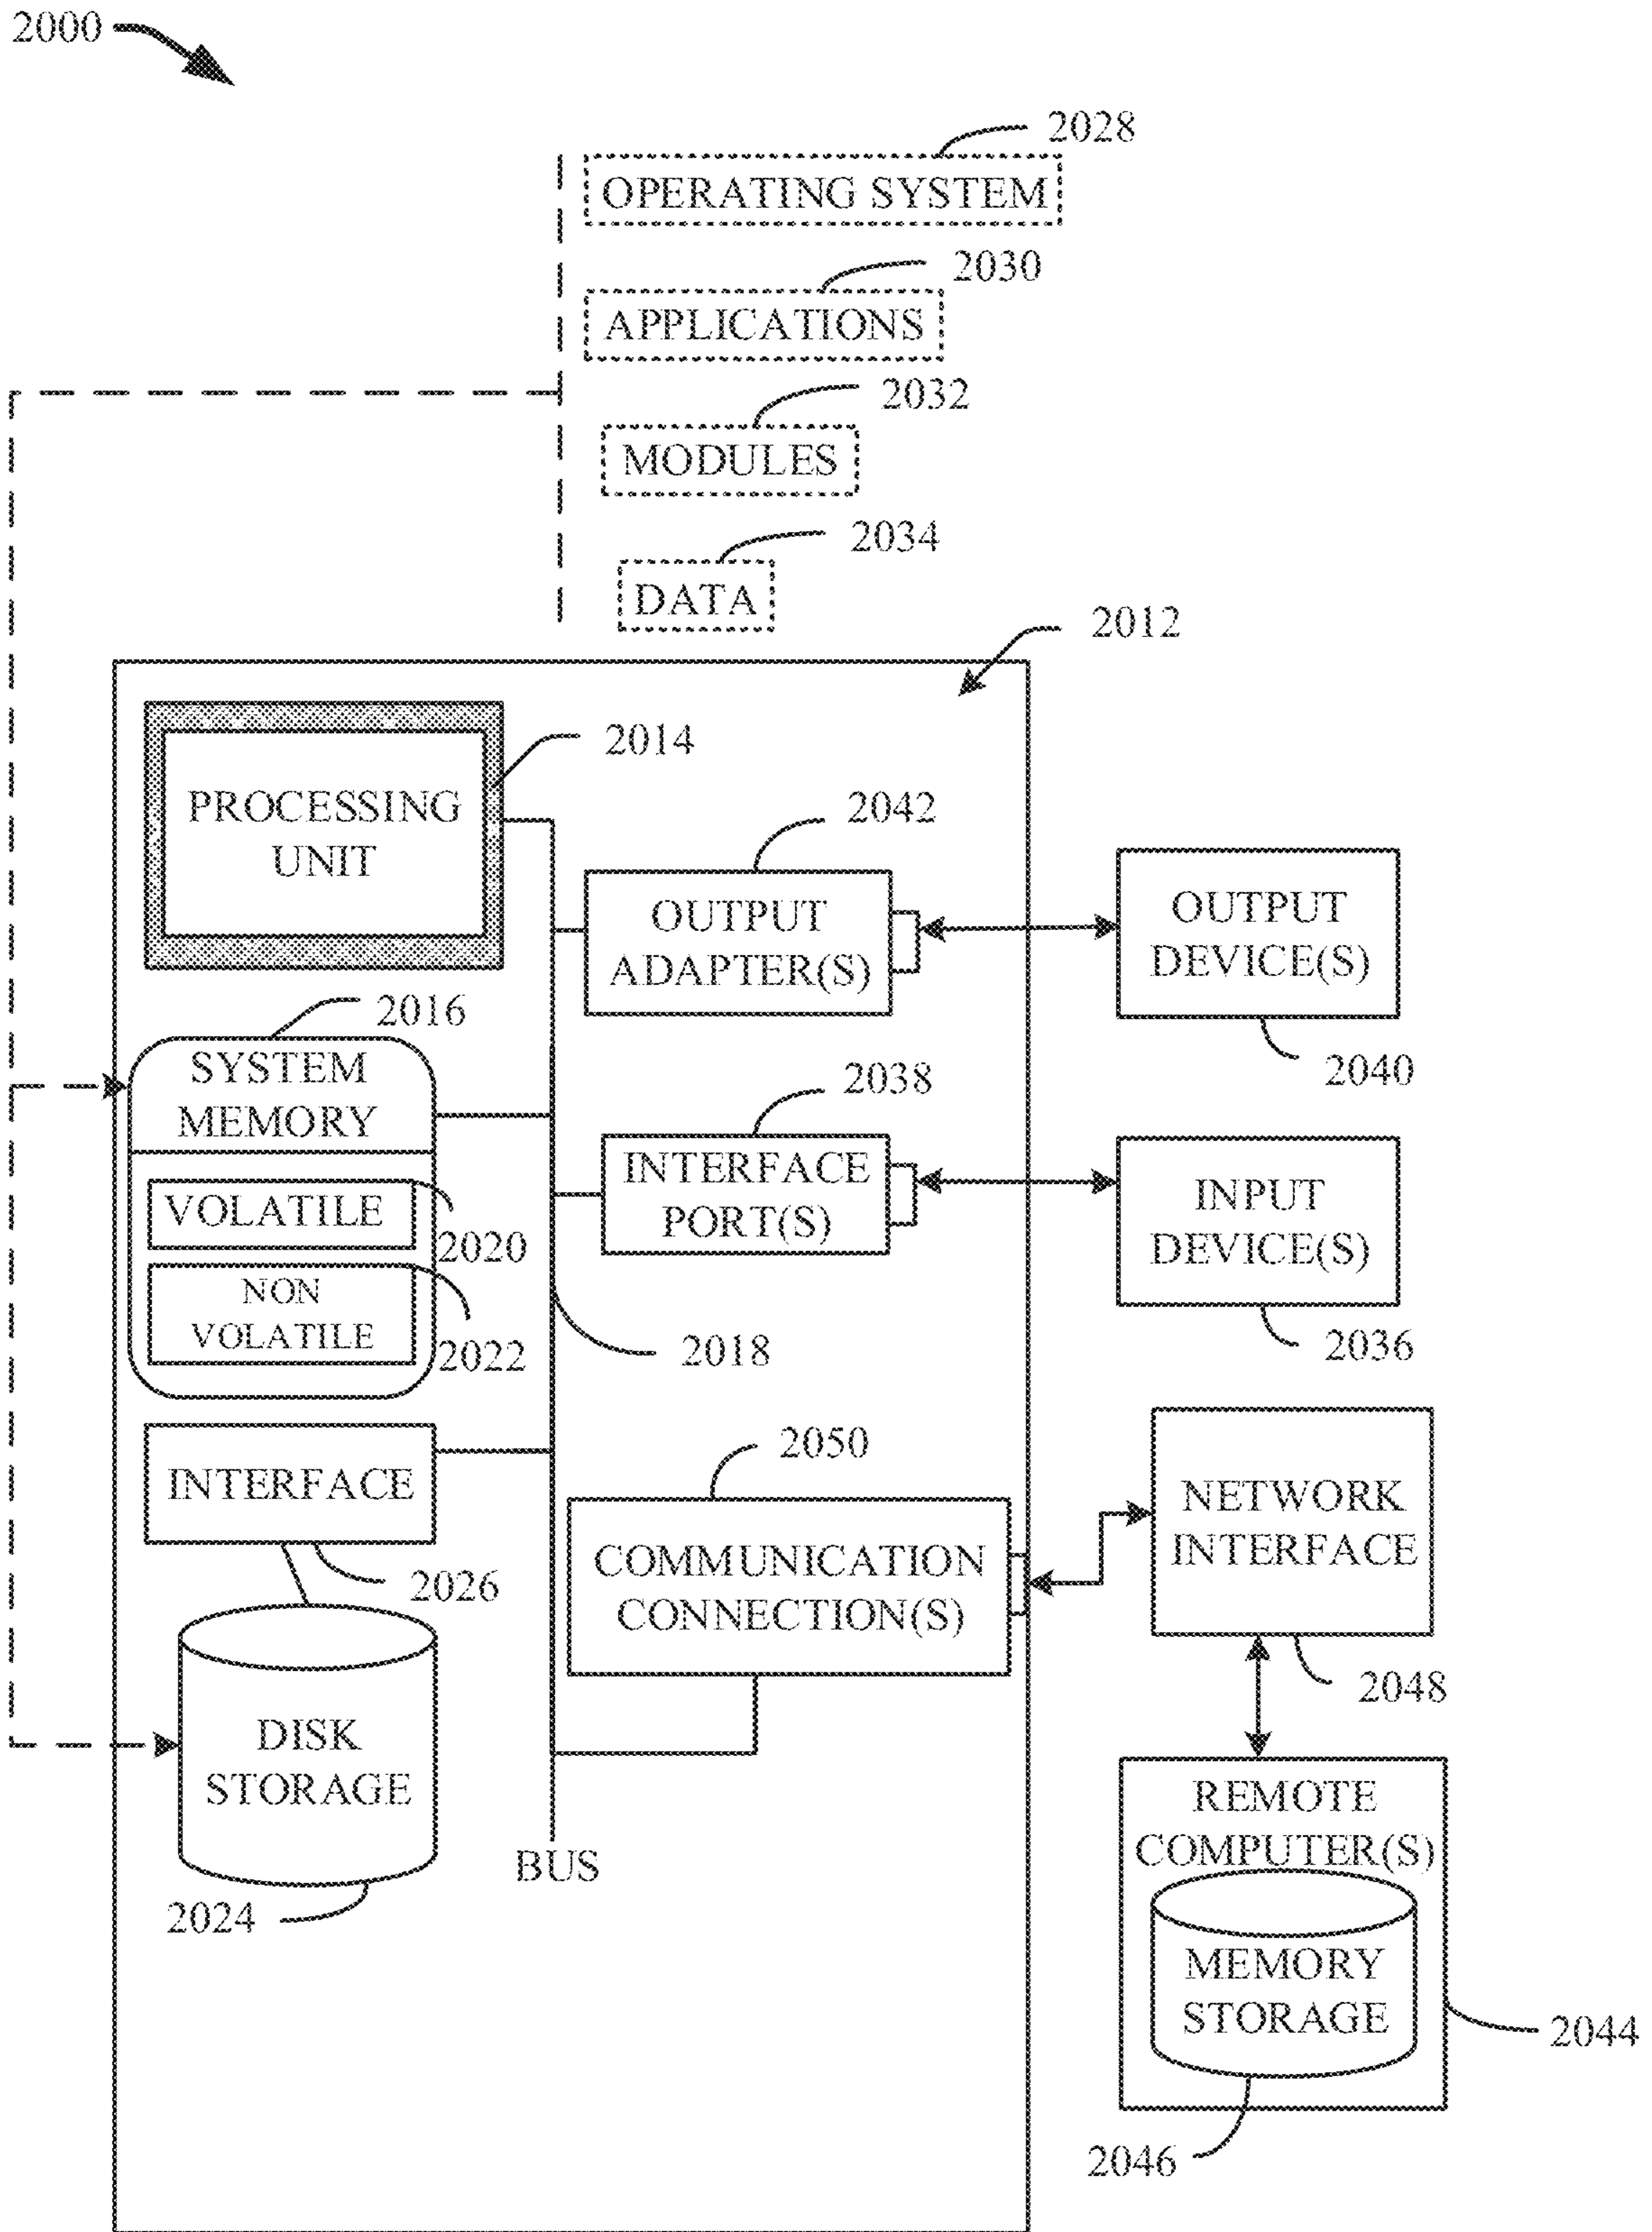 2000
2028
OPERATING SYSTEM
2030
APPLICATIONS
2032
MODULES
2034
DATA
2012
2014
PROCESSING
UNIT
2042
OUTPUT
ADAPTER(S)
OUTPUT
DEVICE(S)
2040
2016
SYSTEM
MEMORY
VOLATILE
2020
NON
VOLATILE
2022
2038
INTERFACE
PORT(S)
INPUT
DEVICE(S)
2036
2018
INTERFACE
2026
2050
COMMUNICATION
CONNECTION(S)
NETWORK
INTERFACE
2048
DISK
STORAGE
2024
BUS
REMOTE
COMPUTER(S)
MEMORY
STORAGE
2044
2046